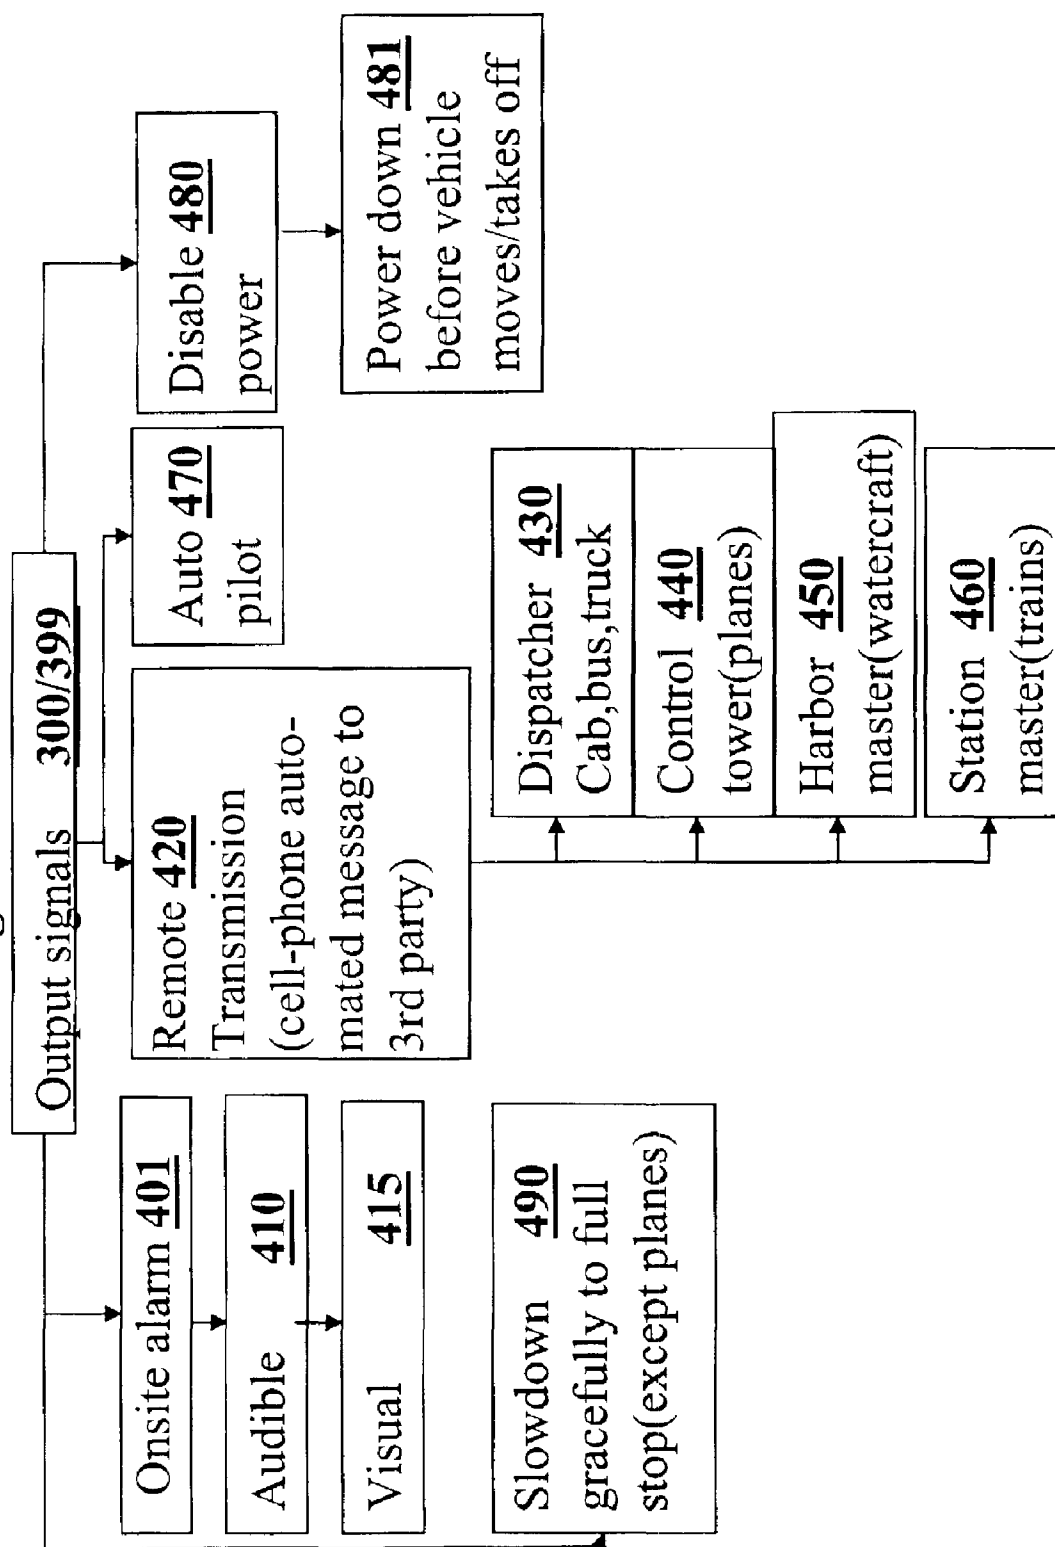 Output signals 300/399
Onsite alarm 401
Audible 410
Visual 415
Slowdown 490
gracefully to full
stop(except planes)
Remote 420
Transmission
(cell-phone auto-
mated message to
3rd party)
Dispatcher 430
Cab,bus,truck
Control 440
tower(planes)
Harbor 450
master(watercraft)
Station 460
master(trains)
Auto 470
pilot
Disable 480
power
Power down 481
before vehicle
moves/takes off